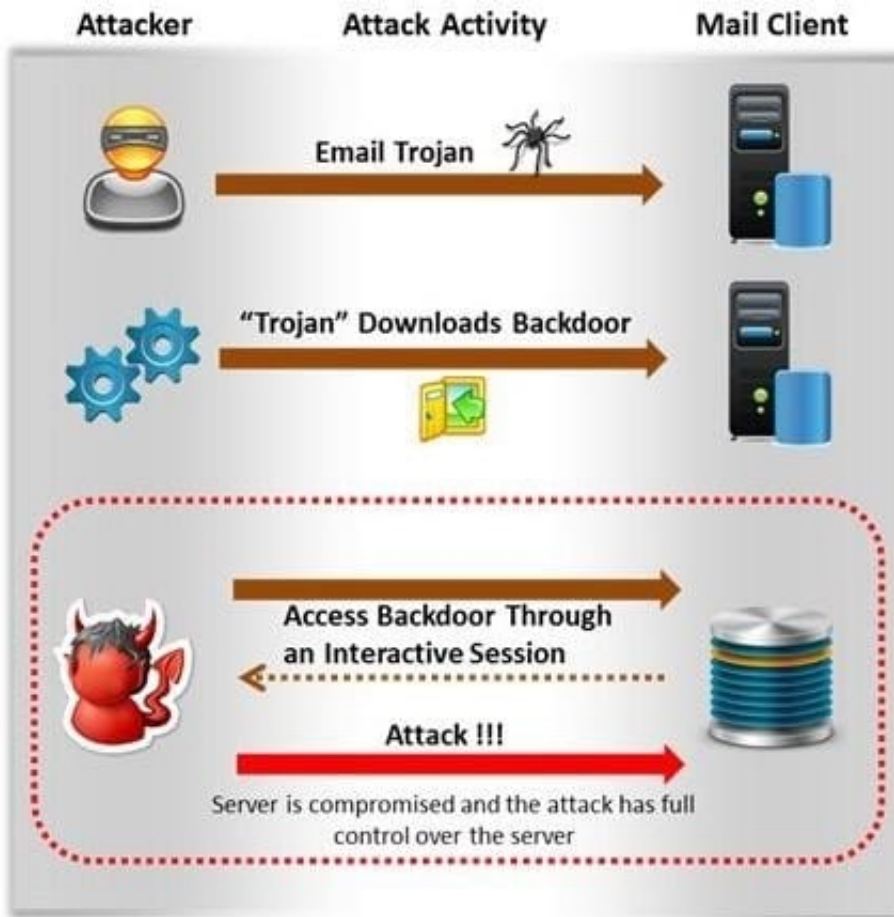 Attacker
Attack Activity
Mail Client
Email Trojan
“Trojan” Downloads Backdoor
Access Backdoor Through
an Interactive Session
Attack !!!
Server is compromised and the attack has full
control over the server